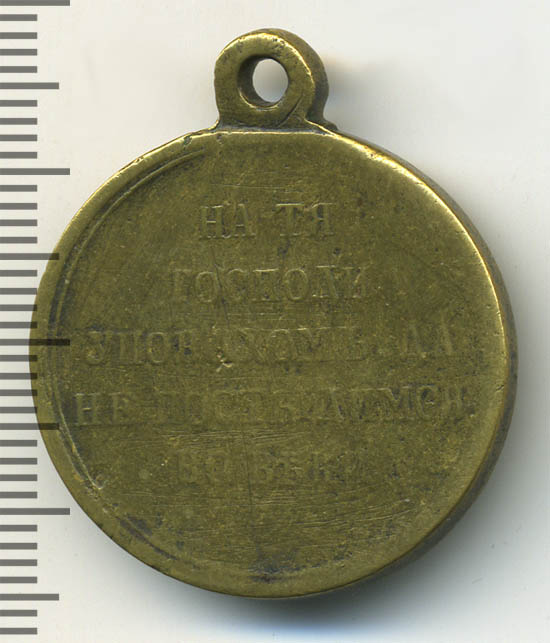 НА ТЯ
ГОСПОДИ
УПОВАХОМЪ, ДА
НЕ ПОСТЫДИМСЯ
ВО ВѢКИ